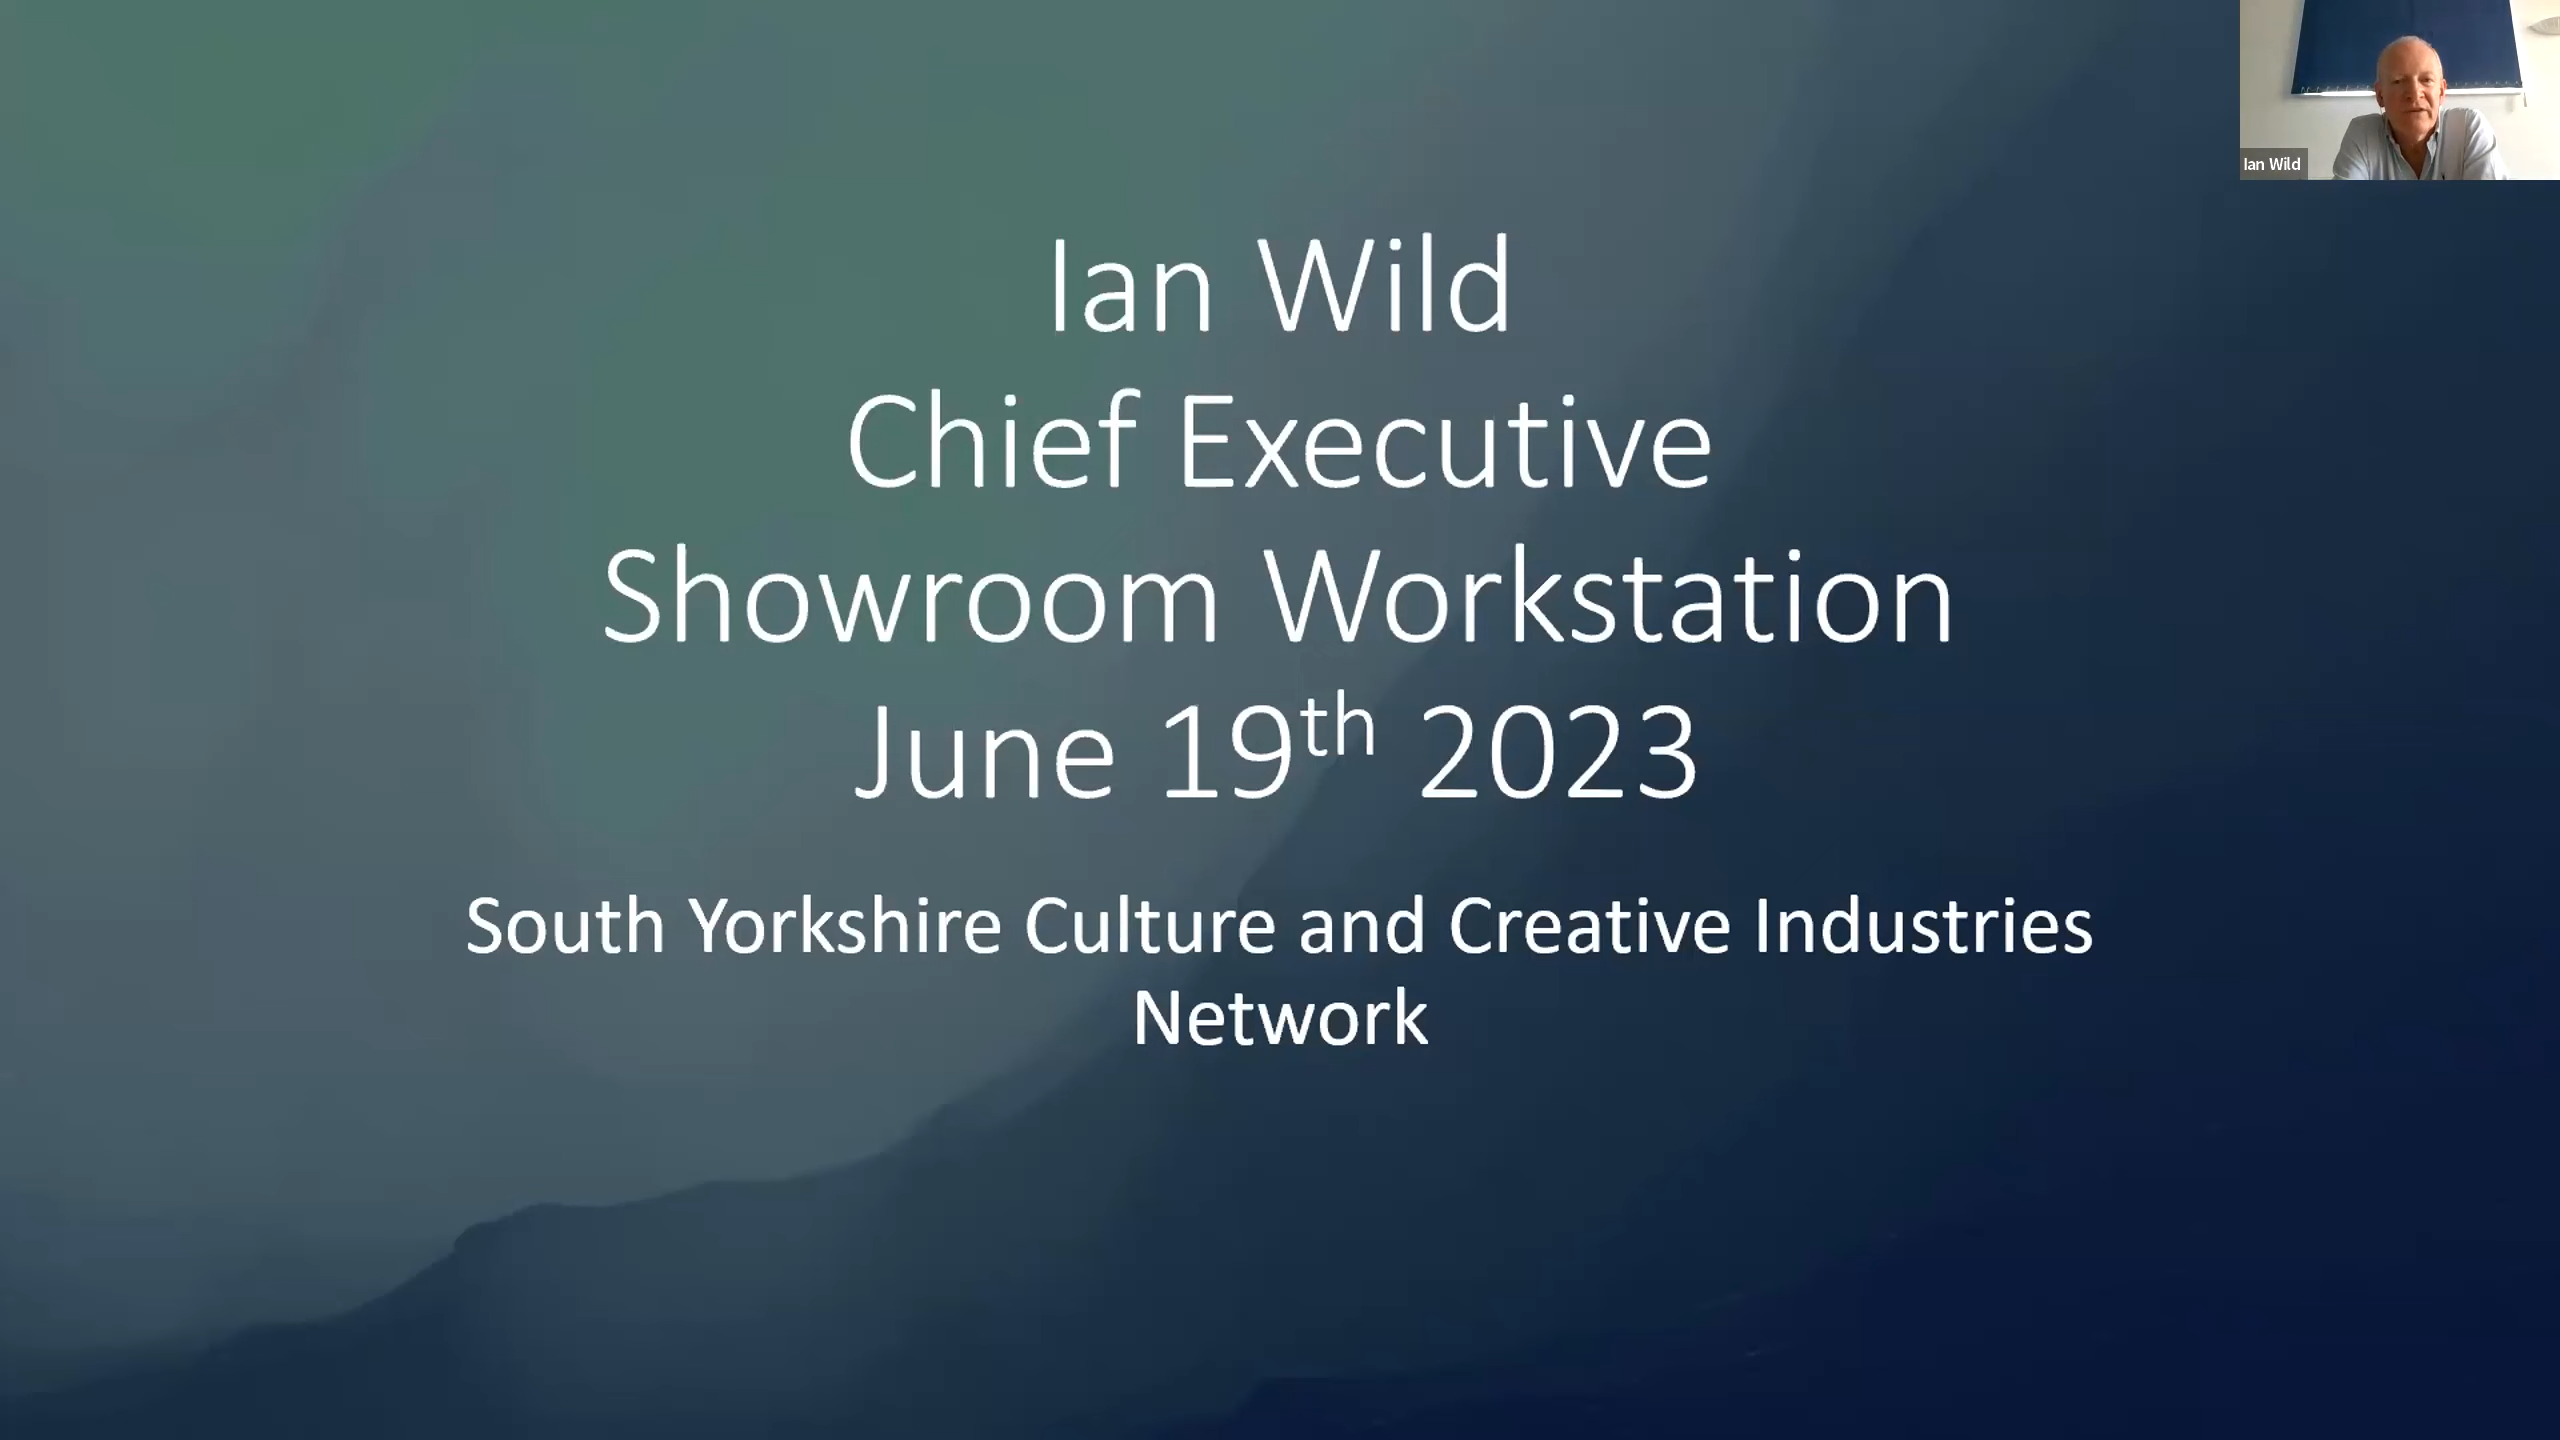 Ian Wild
Ian Wild
Chief Executive
Showroom Workstation
June 19th 2023
South Yorkshire Culture and Creative Industries
Network